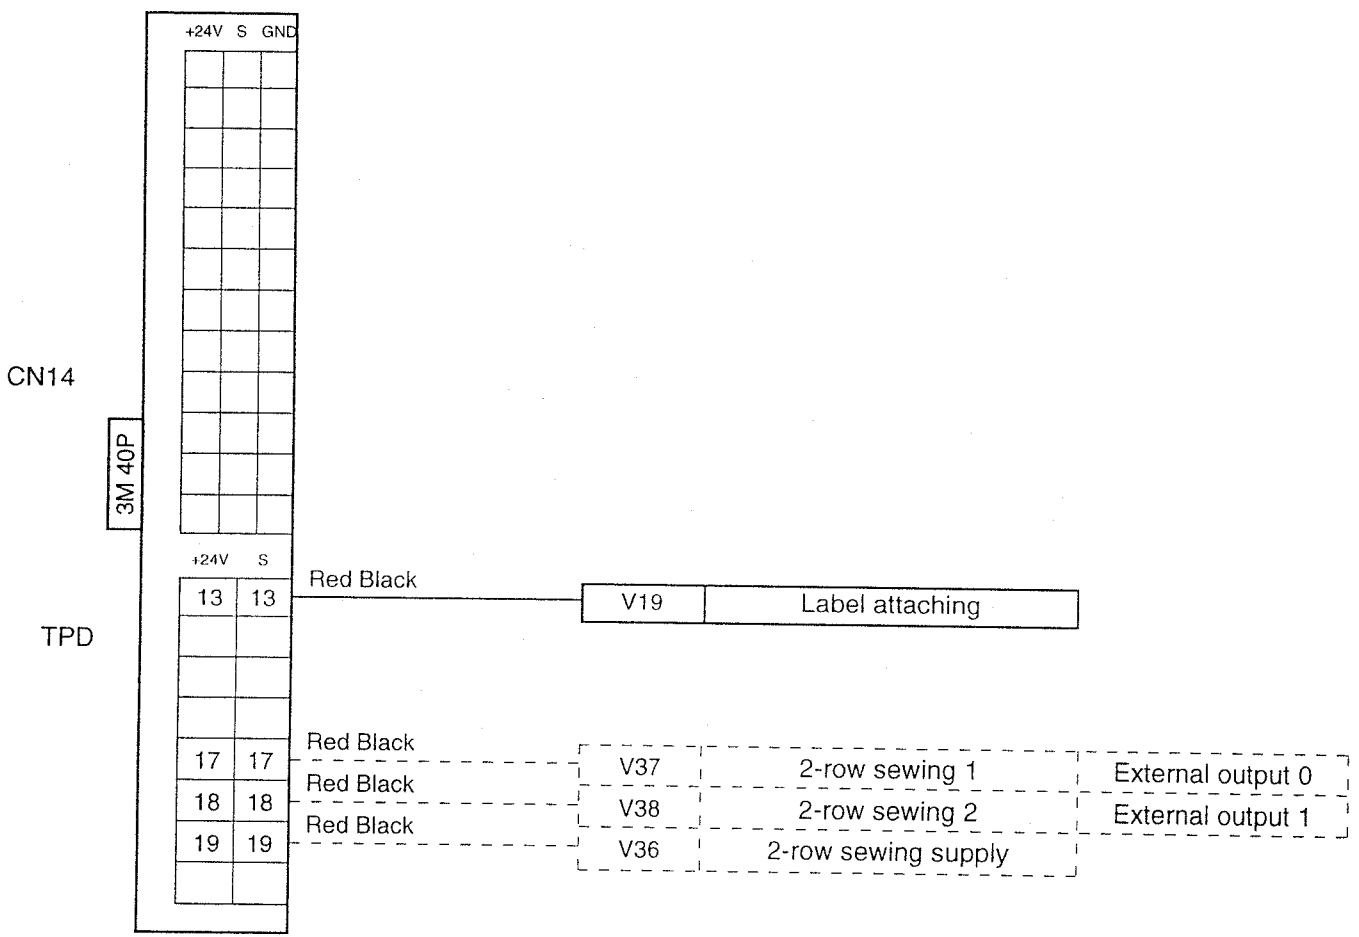 +24V S GND
CN14
3M 40P
+24V S
13 13 Red Black V19 Label attaching
TPD
17 17 Red Black V37 2-row sewing 1 External output 0
18 18 Red Black V38 2-row sewing 2 External output 1
19 19 Red Black V36 2-row sewing supply